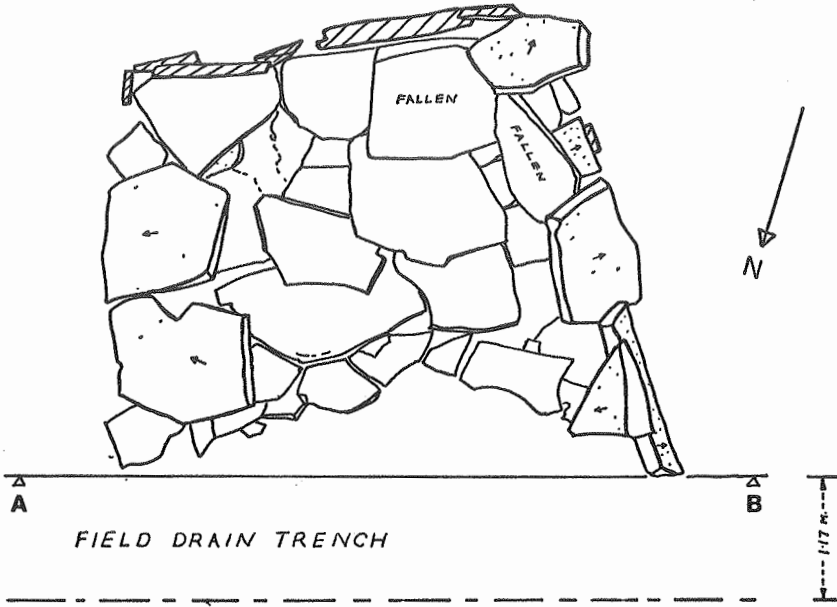 FALLEN
FALLEN
N
A
B
FIELD DRAIN TRENCH
1·17 M.